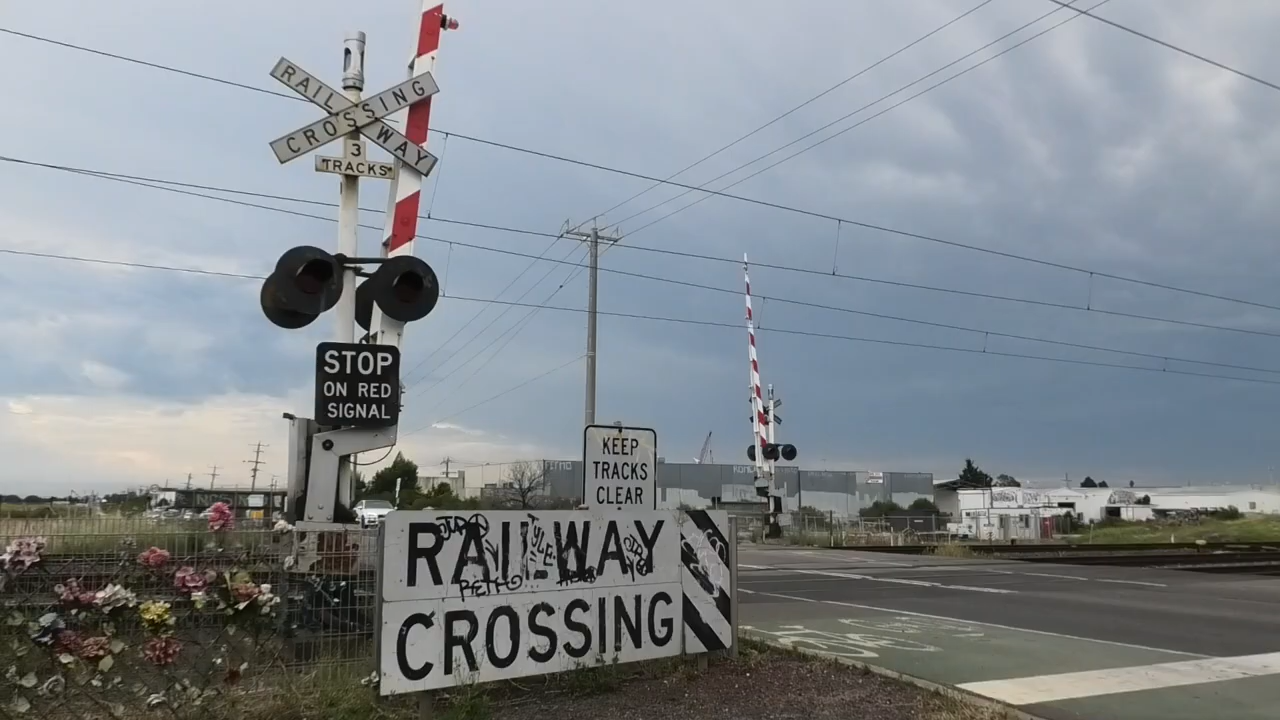 RAILWAY
CROSSING
3
TRACKS
STOP
ON RED
SIGNAL
KEEP
TRACKS
CLEAR
RAILWAY
CROSSING